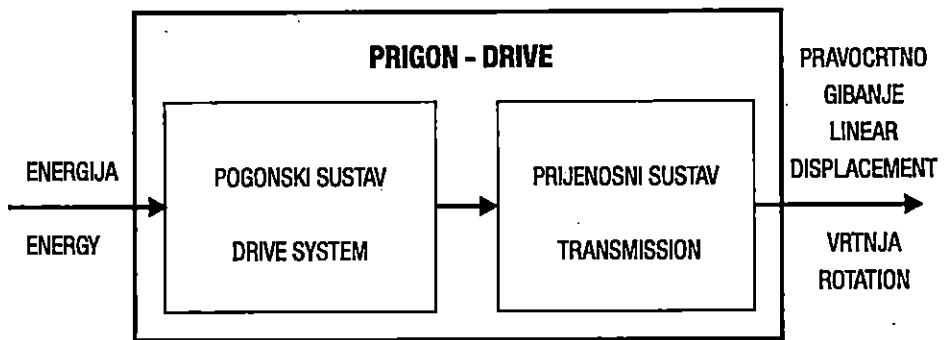 PRIGON - DRIVE
ENERGIJA
ENERGY
POGONSKI SUSTAV
DRIVE SYSTEM
PRIJENOSNI SUSTAV
TRANSMISSION
PRAVOCRTNO
GIBANJE
LINEAR
DISPLACEMENT
VRTNJA
ROTATION